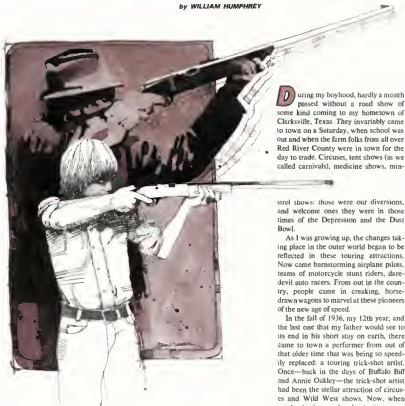 by WILLIAM HUMPHREY
During my boyhood, hardly a month
passed without a road show of
some kind coming to my hometown of
Clarksville, Texas. They invariably came
to town on a Saturday, when school was
out and when the farm folks from all over
Red River County were in town for the
day to trade. Circuses, tent shows (as we
called carnivals), medicine shows, min-
strel shows: those were our diversions,
and welcome ones they were in those
times of the Depression and the Dust
Bowl.
As I was growing up, the changes tak-
ing place in the outer world began to be
reflected in these touring attractions.
Now came barnstorming airplane pilots,
teams of motorcycle stunt riders, dare-
devil auto racers. From out in the coun-
try, people came in creaking, horse-
drawn wagons to marvel at these pioneers
of the new age of speed.
In the fall of 1936, my 12th year, and
the last one that my father would see to
its end in his short stay on earth, there
came to town a performer from out of
that older time that was being so speed-
ily replaced: a touring trick-shot artist.
Once—back in the days of Buffalo Bill
and Annie Oakley—the trick-shot artist
had been the stellar attraction of circus-
es and Wild West shows. Now, when